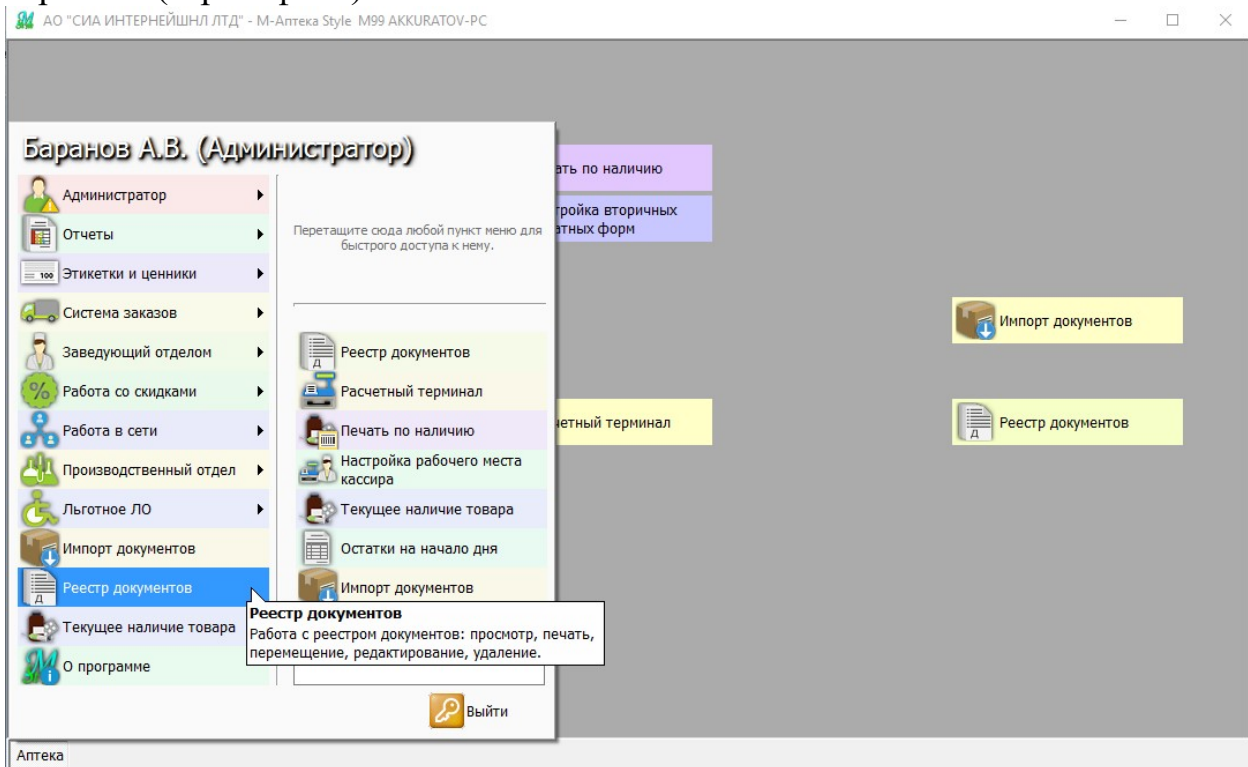 АО "СИА ИНТЕРНЕЙШНЛ ЛТД" - М-Аптека Style M99 AKKURATOV-PC
Баранов А.В. (Администратор)
Администратор
Отчеты
100
Этикетки и ценники
Система заказов
Заведующий отделом
%
Работа со скидками
Работа в сети
Производственный отдел
Льготное ЛО
Импорт документов
Д
Реестр документов
Текущее наличие товара
О программе
Перетащите сюда любой пункт меню для
быстрого доступа к нему.
Д
Реестр документов
Расчетный терминал
Печать по наличию
Настройка рабочего места
кассира
Текущее наличие товара
Остатки на начало дня
Импорт документов
Реестр документов
Работа с реестром документов: просмотр, печать,
перемещение, редактирование, удаление.
Выйти
ать по наличию
тройка вторичных
атных форм
четный терминал
Импорт документов
Д
Реестр документов
Аптека